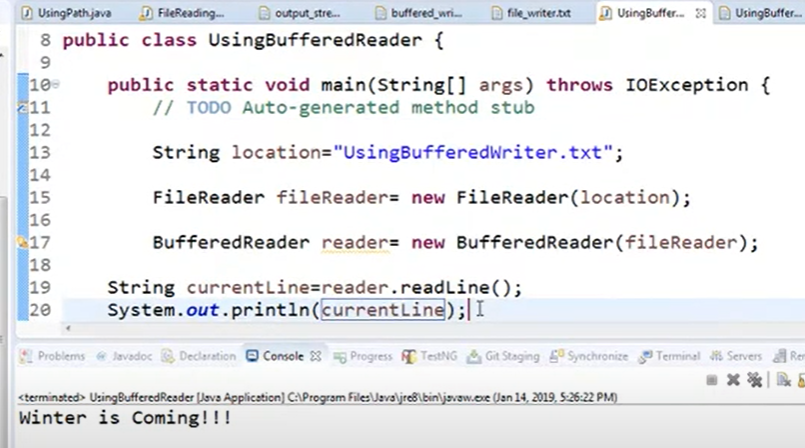 UsingPath.java FileReading... output_stre... buffered_wri... file_writer.txt UsingBuffer... UsingBuffer...
8 public class UsingBufferedReader {
9
10 public static void main(String[] args) throws IOException {
11 // TODO Auto-generated method stub
12
13 String location="UsingBufferedWriter.txt";
14
15 FileReader fileReader= new FileReader(location);
16
17 BufferedReader reader= new BufferedReader(fileReader);
18
19 String currentLine=reader.readLine();
20 System.out.println(currentLine);
Problems Javadoc Declaration Console Progress TestNG Git Staging Synchronize Terminal Servers Ren
<terminated> UsingBufferedReader [Java Application] C:\Program Files\Java\jre8\bin\javaw.exe (Jan 14, 2019, 5:26:22 PM)
Winter is Coming!!!